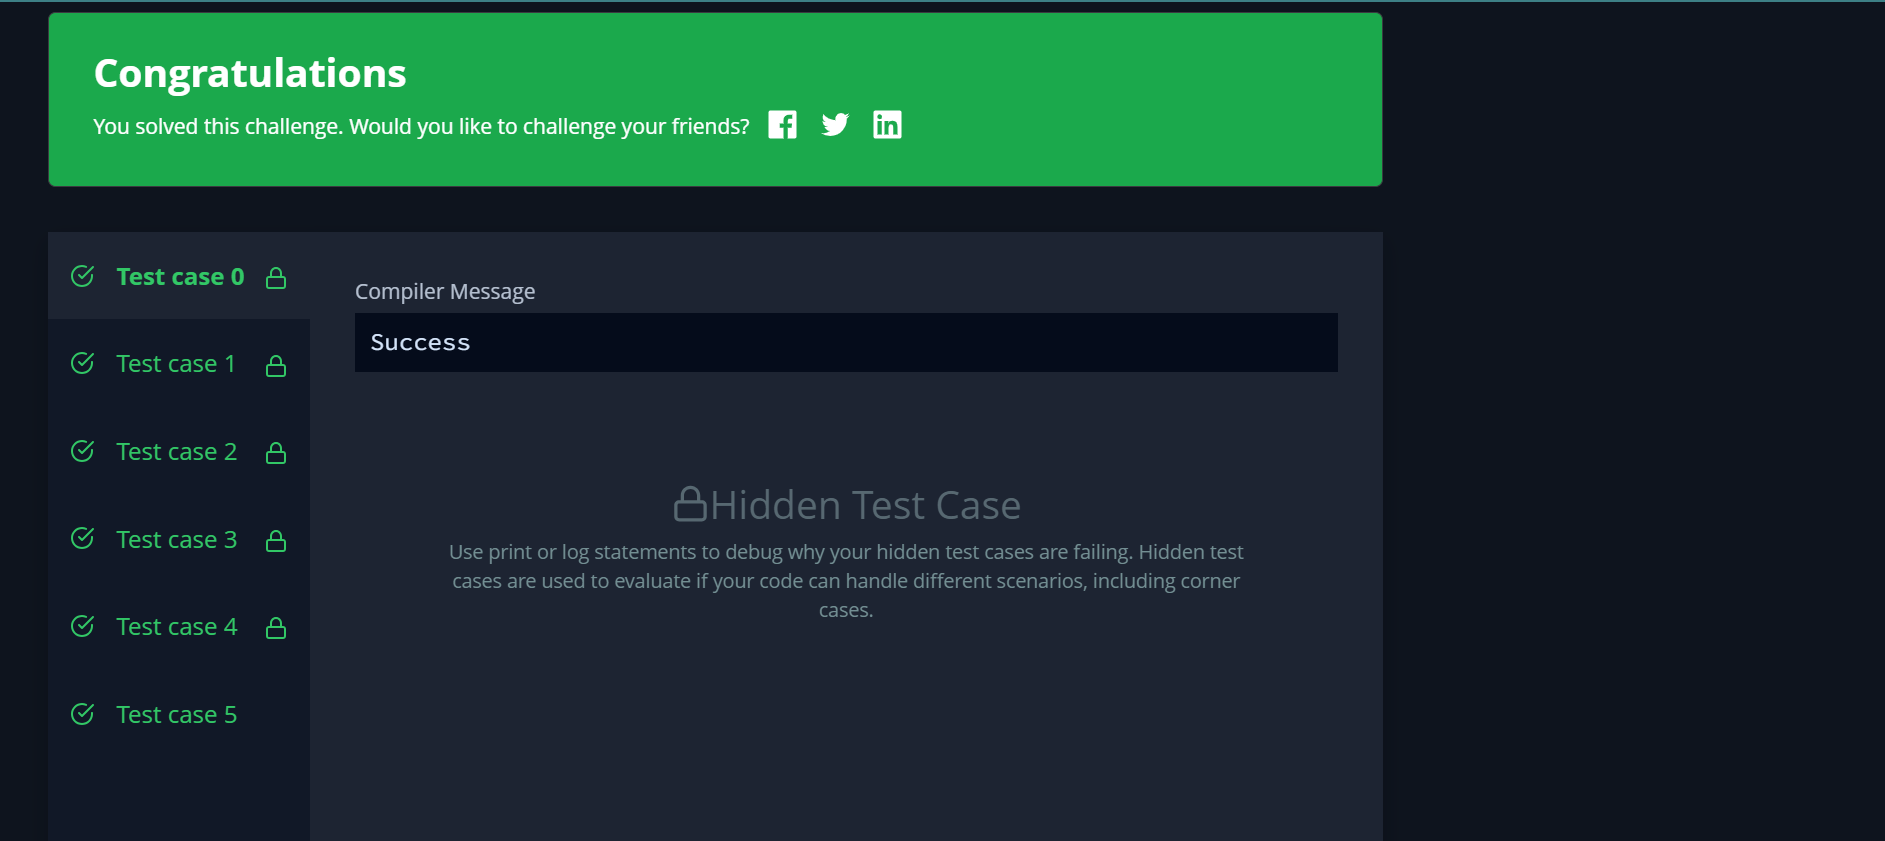 Congratulations
You solved this challenge. Would you like to challenge your friends?
Test case 0
Test case 1
Test case 2
Test case 3
Test case 4
Test case 5
Compiler Message
Success
Hidden Test Case
Use print or log statements to debug why your hidden test cases are failing. Hidden test
cases are used to evaluate if your code can handle different scenarios, including corner
cases.